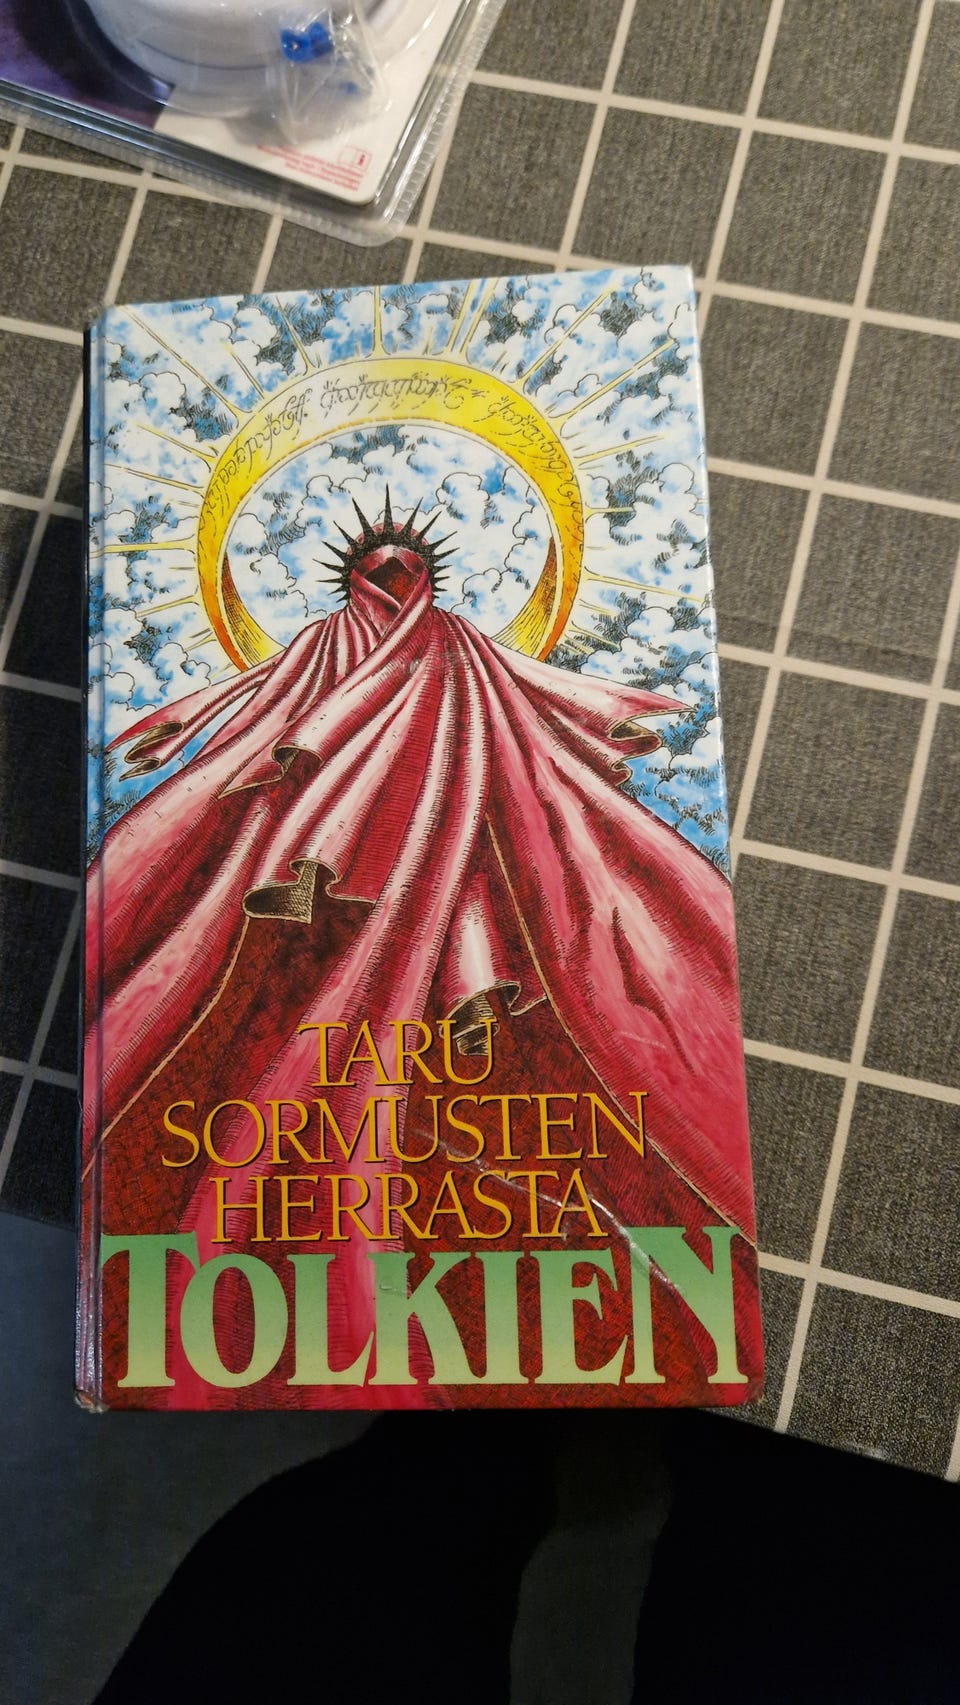 TARU
SORMUSTEN
HERRASTA
TOLKIEN